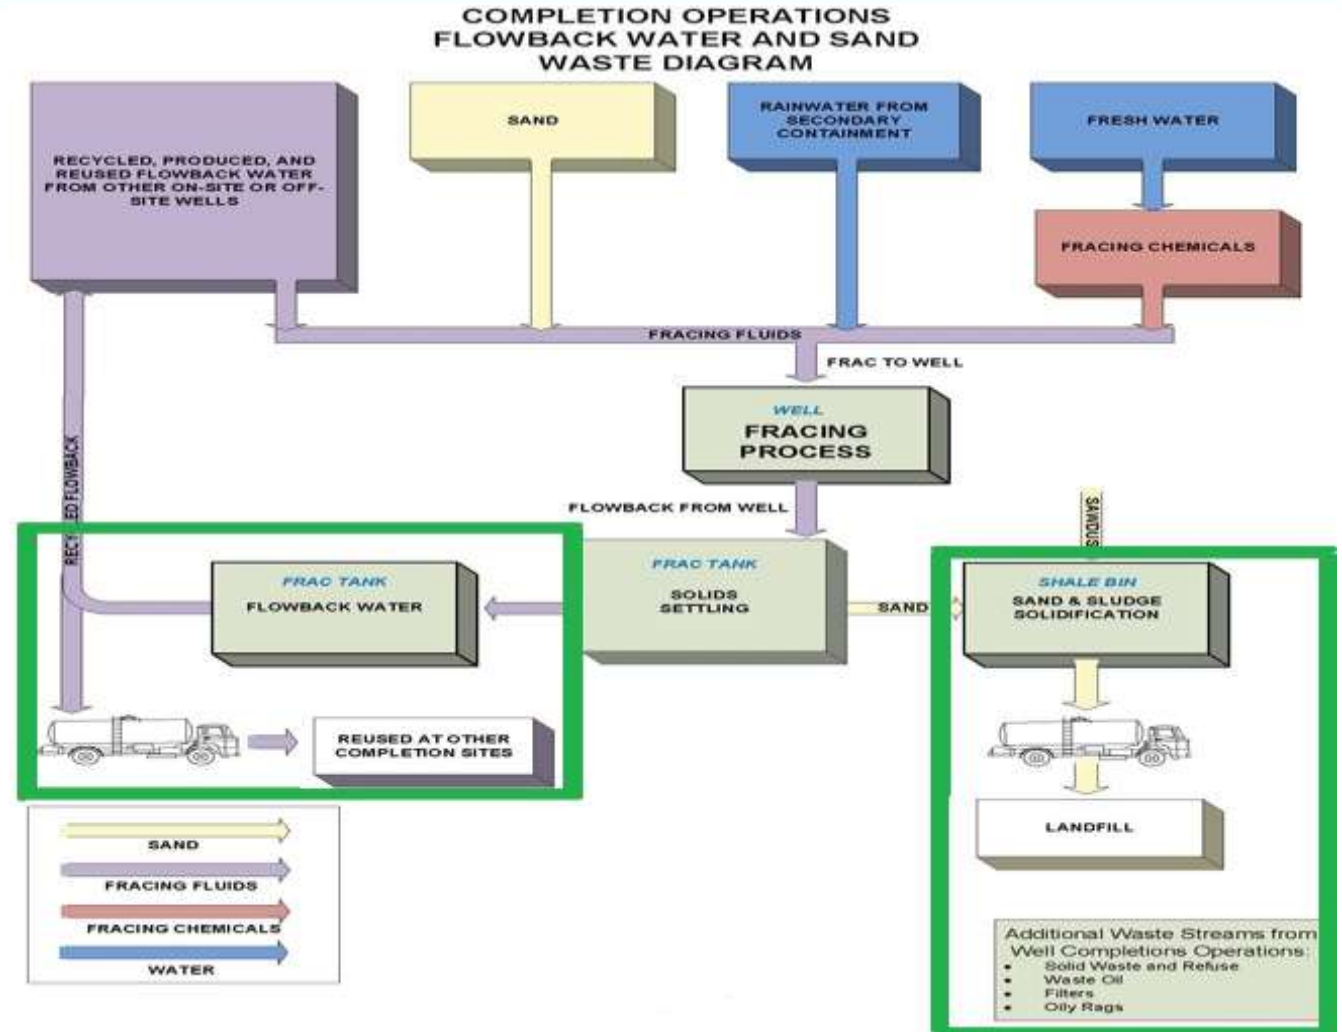 COMPLETION OPERATIONS
FLOWBACK WATER AND SAND
WASTE DIAGRAM
RECYCLED, PRODUCED, AND
REUSED FLOWBACK WATER
FROM OTHER ON-SITE OR OFF-
SITE WELLS
SAND
RAINWATER FROM
SECONDARY
CONTAINMENT
FRESH WATER
FRACING CHEMICALS
FRACING FLUIDS
FRAC TO WELL
WELL
FRACING
PROCESS
FLOWBACK FROM WELL
RECYCLED FLOWBACK
FRAC TANK
FLOWBACK WATER
FRAC TANK
SOLIDS
SETTLING
SAND
SAWDUS
SHALE BIN
SAND & SLUDGE
SOLIDIFICATION
REUSED AT OTHER
COMPLETION SITES
LANDFILL
SAND
FRACING FLUIDS
FRACING CHEMICALS
WATER
Additional Waste Streams from
Well Completions Operations:
• Solid Waste and Refuse
• Waste Oil
• Filters
• Oily Rags